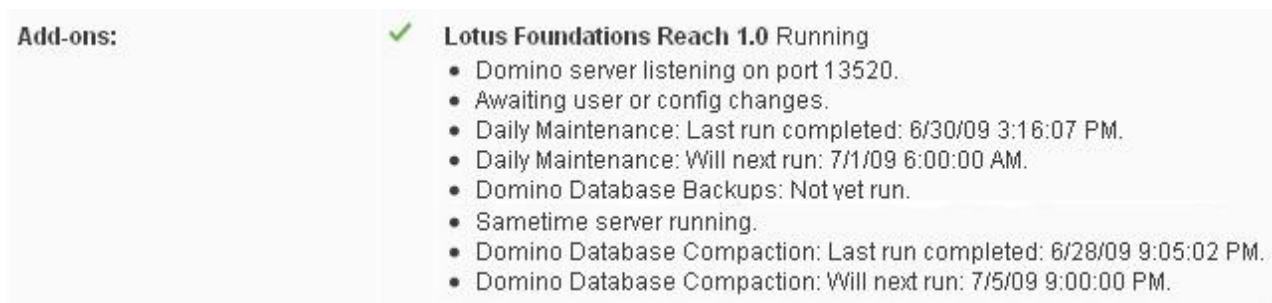 Add-ons:
Lotus Foundations Reach 1.0 Running
• Domino server listening on port 13520.
• Awaiting user or config changes.
• Daily Maintenance: Last run completed: 6/30/09 3:16:07 PM.
• Daily Maintenance: Will next run: 7/1/09 6:00:00 AM.
• Domino Database Backups: Not yet run.
• Sametime server running.
• Domino Database Compaction: Last run completed: 6/28/09 9:05:02 PM.
• Domino Database Compaction: Will next run: 7/5/09 9:00:00 PM.